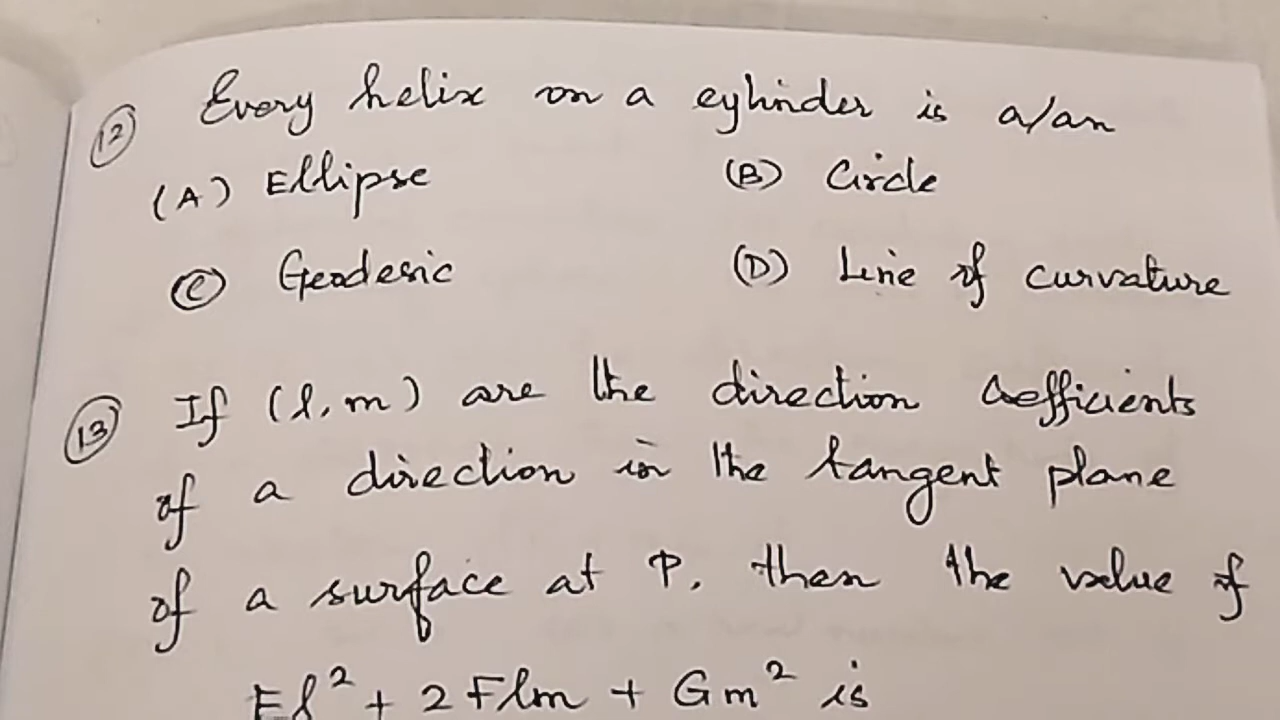 (12) Every helix on a cylinder is a/an
(A) Ellipse (B) Circle
(C) Geodesic (D) Line of curvature
(13) If (l, m) are the direction coefficients
of a direction in the tangent plane
of a surface at P, then the value of
El² + 2Flm + Gm² is